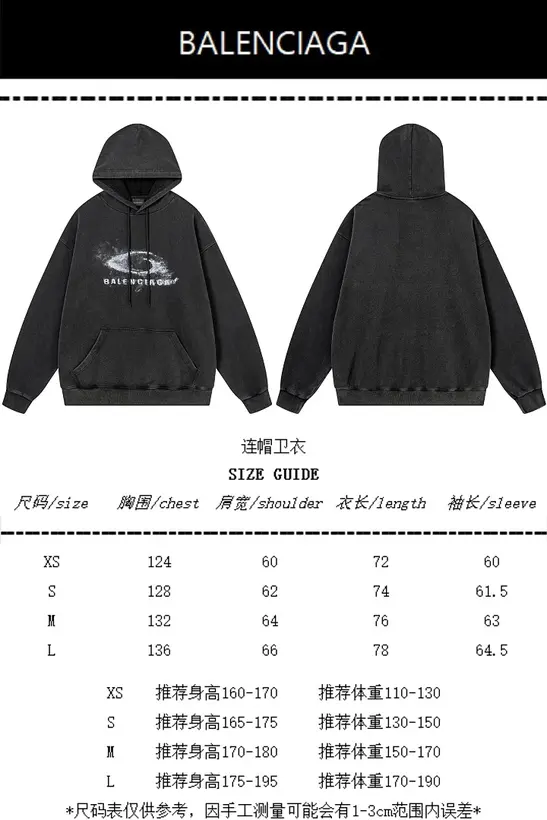 BALENCIAGA
BALENCIAGA
连帽卫衣
SIZE GUIDE
尺码/size 胸围/chest 肩宽/shoulder 衣长/length 袖长/sleeve
XS 124 60 72 60
S 128 62 74 61.5
M 132 64 76 63
L 136 66 78 64.5
XS 推荐身高160-170 推荐体重110-130
S 推荐身高165-175 推荐体重130-150
M 推荐身高170-180 推荐体重150-170
L 推荐身高175-195 推荐体重170-190
*尺码表仅供参考，因手工测量可能会有1-3cm范围内误差*